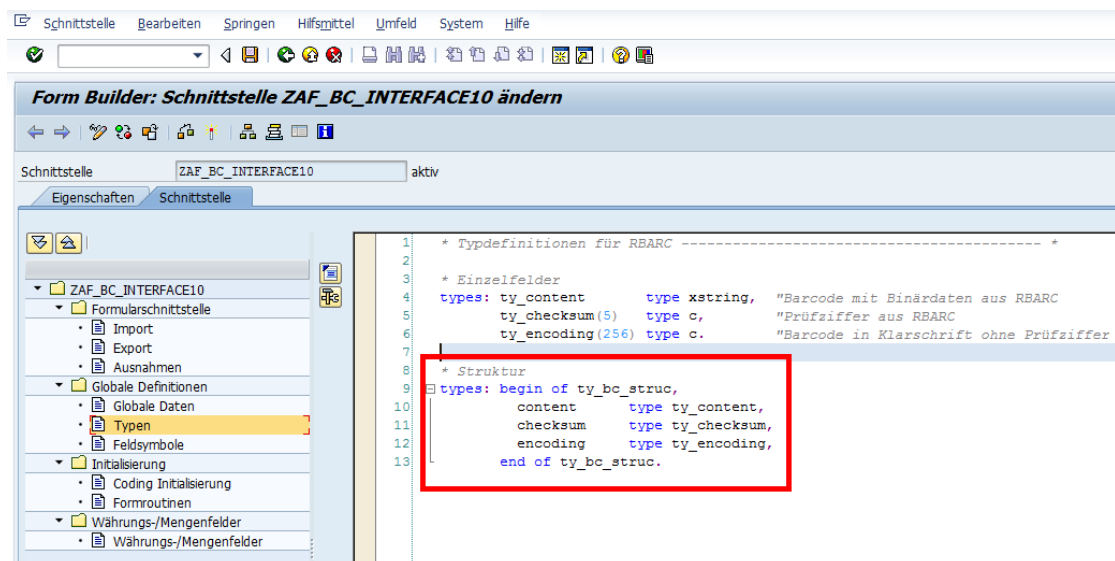 Schnittstelle Bearbeiten Springen Hilfsmittel Umfeld System Hilfe
Form Builder: Schnittstelle ZAF_BC_INTERFACE10 ändern
Schnittstelle ZAF_BC_INTERFACE10 aktiv
Eigenschaften Schnittstelle
ZAF_BC_INTERFACE10
Formularschnittstelle
Import
Export
Ausnahmen
Globale Definitionen
Globale Daten
Typen
Feldsymbole
Initialisierung
Coding Initialisierung
Formroutinen
Währungs-/Mengenfelder
Währungs-/Mengenfelder
1 * Typdefinitionen für RBARC ---------------------------------------- *
2
3 * Einzelfelder
4 types: ty_content type xstring, "Barcode mit Binärdaten aus RBARC
5 ty_checksum(5) type c, "Prüfziffer aus RBARC
6 ty_encoding(256) type c. "Barcode in Klarschrift ohne Prüfziffer
7
8 * Struktur
9 types: begin of ty_bc_struc,
10 content type ty_content,
11 checksum type ty_checksum,
12 encoding type ty_encoding,
13 end of ty_bc_struc.